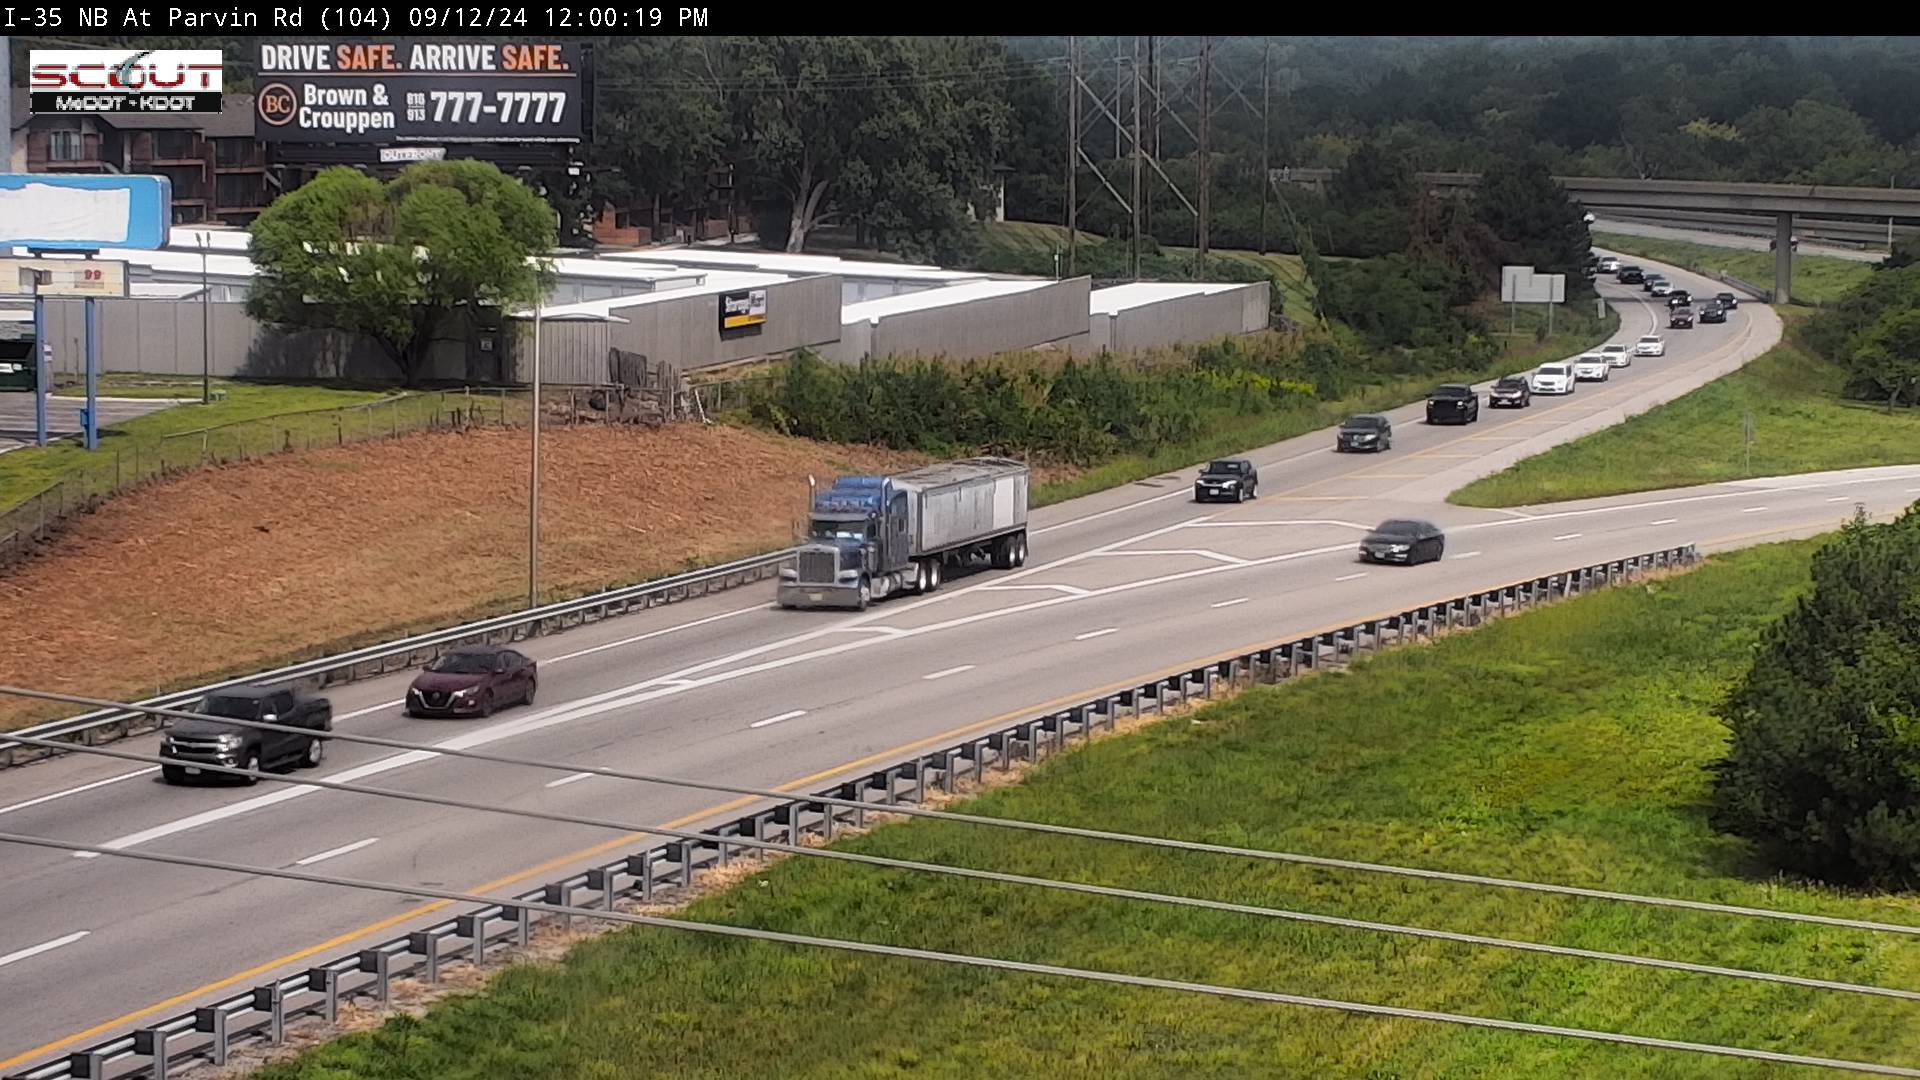 I-35 NB At Parvin Rd (104) 09/12/24 12:00:19 PM
SCOUT
MoDOT - KDOT
DRIVE SAFE. ARRIVE SAFE.
BC
Brown &
Crouppen
816
913
777-7777
OUTFRONT
99